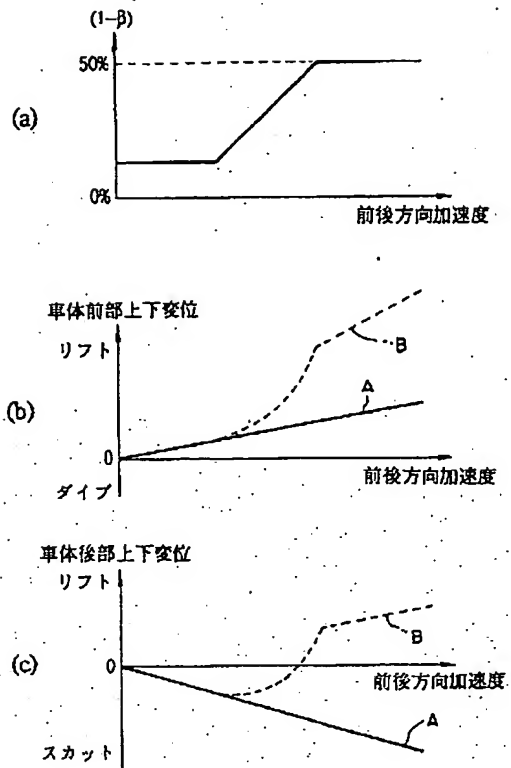 (1-β)
50%
(a)
0%
前後方向加速度
車体前部上下変位
リフト
B
A
(b)
0
前後方向加速度
ダイブ
車体後部上下変位
リフト
B
(c)
0
前後方向加速度
A
スカット